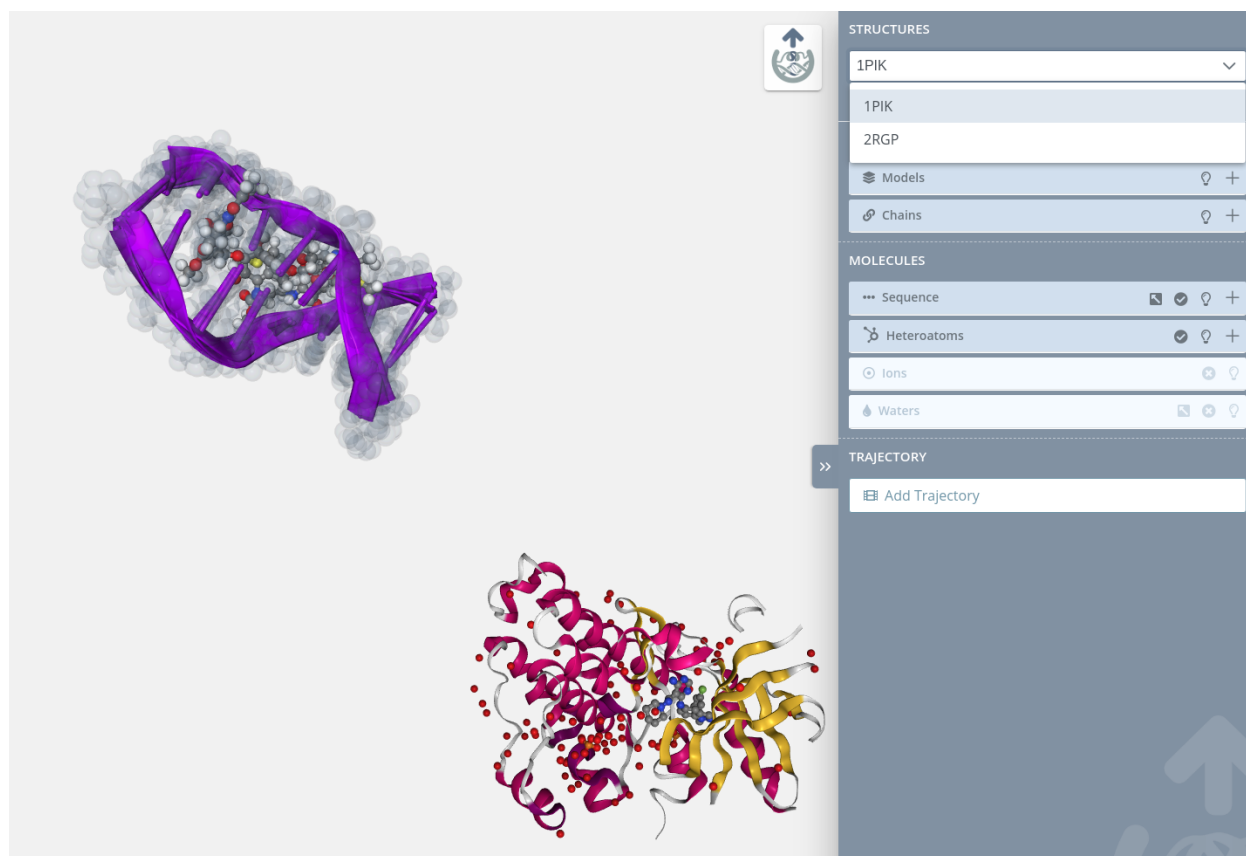 STRUCTURES
1PIK
1PIK
2RGP
Models
Chains
MOLECULES
Sequence
Heteroatoms
Ions
Waters
TRAJECTORY
Add Trajectory